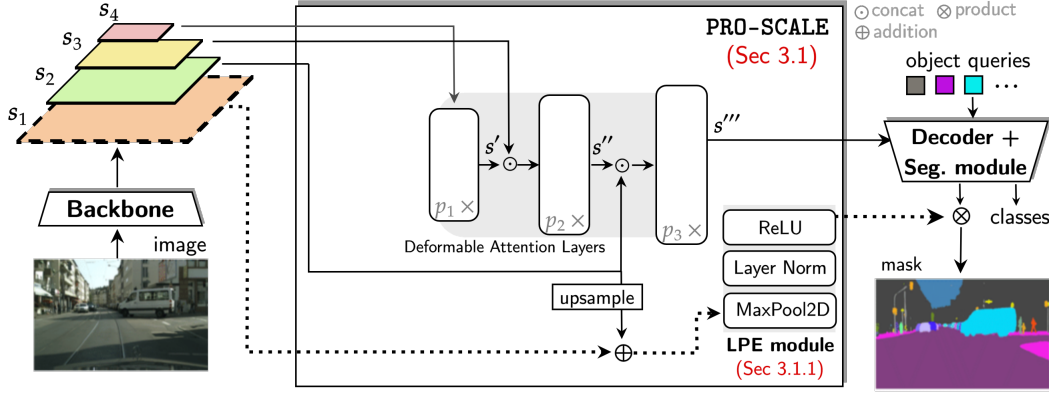 s4
s3
s2
s1
Backbone
image
PRO-SCALE
(Sec 3.1)
s′
s″
s‴
p1 ×
p2 ×
p3 ×
Deformable Attention Layers
upsample
ReLU
Layer Norm
MaxPool2D
LPE module
(Sec 3.1.1)
⊙ concat ⊗ product
⊕ addition
object queries
...
Decoder +
Seg. module
classes
mask